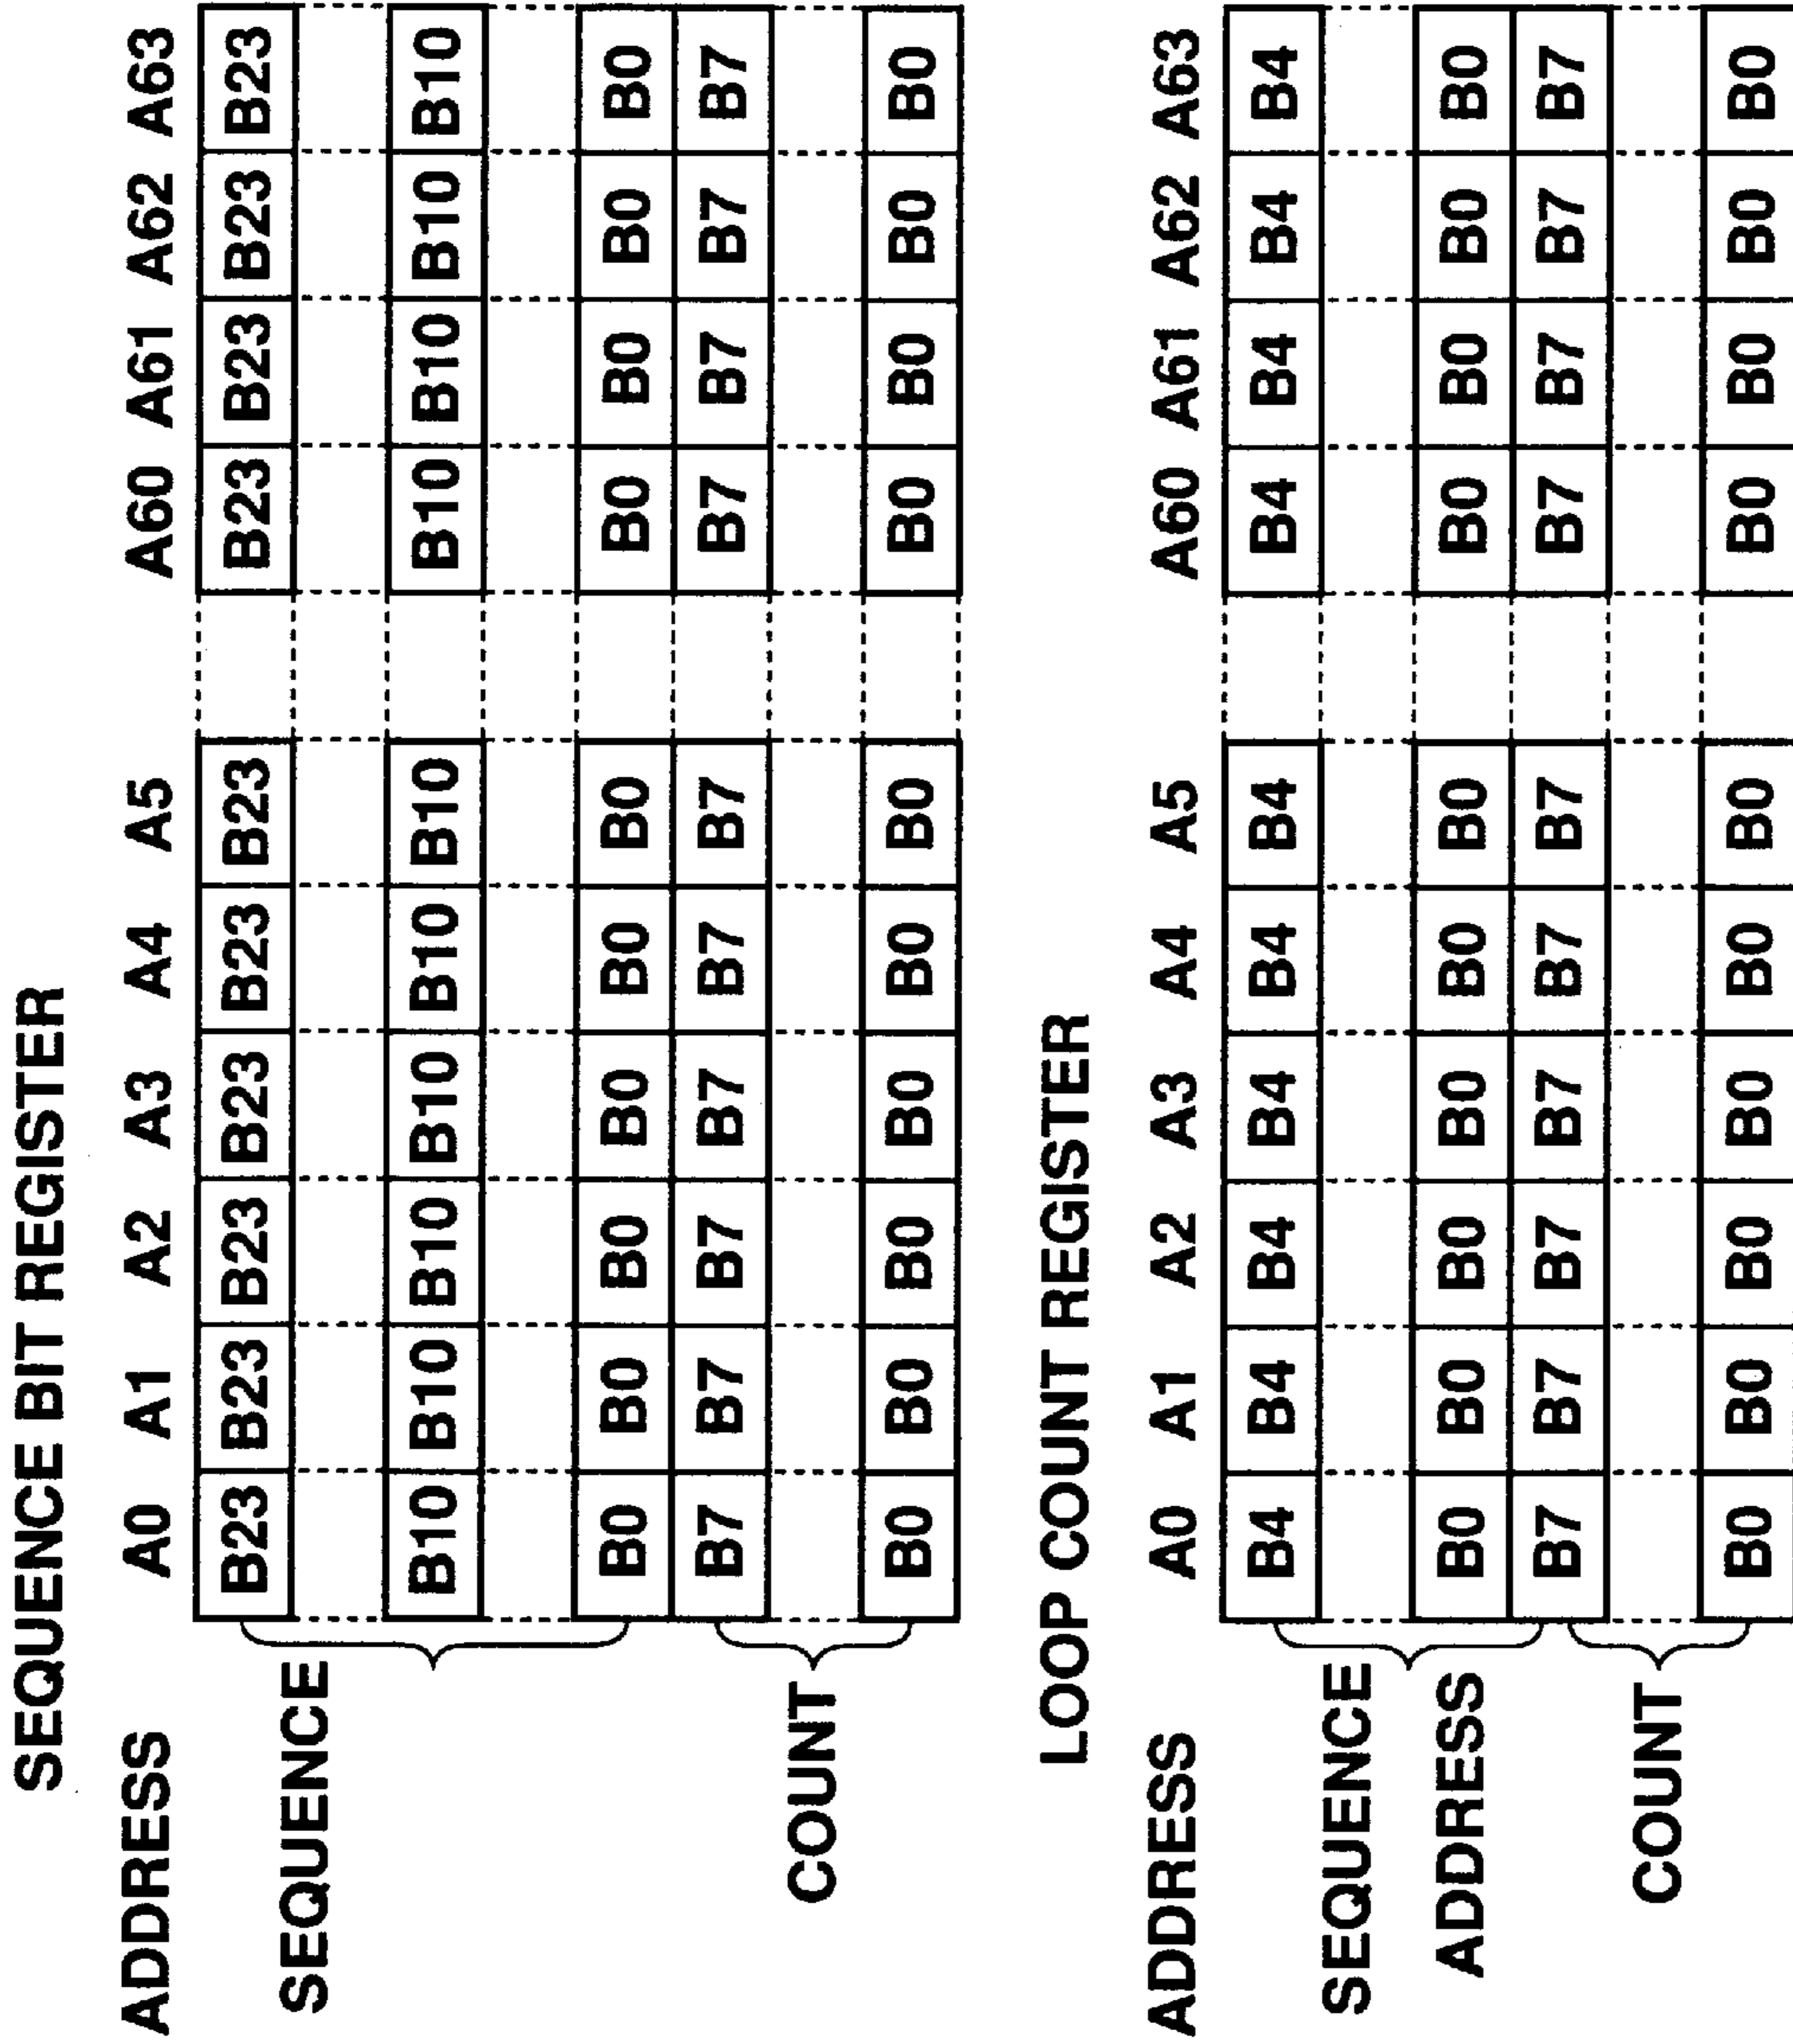 SEQUENCE BIT REGISTER
ADDRESS A0 A1 A2 A3 A4 A5 A60 A61 A62 A63
SEQUENCE B23 B23 B23 B23 B23 B23 B23 B23 B23 B23
B10 B10 B10 B10 B10 B10 B10 B10 B10 B10
B0 B0 B0 B0 B0 B0 B0 B0 B0 B0
B7 B7 B7 B7 B7 B7 B7 B7 B7 B7
COUNT
B0 B0 B0 B0 B0 B0 B0 B0 B0 B0
LOOP COUNT REGISTER
ADDRESS A0 A1 A2 A3 A4 A5 A60 A61 A62 A63
B4 B4 B4 B4 B4 B4 B4 B4 B4 B4
SEQUENCE
ADDRESS B0 B0 B0 B0 B0 B0 B0 B0 B0 B0
B7 B7 B7 B7 B7 B7 B7 B7 B7 B7
COUNT
B0 B0 B0 B0 B0 B0 B0 B0 B0 B0